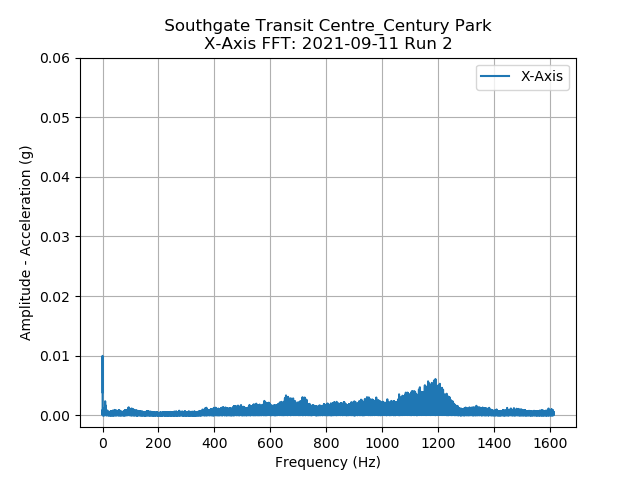 Southgate Transit Centre_Century Park
X-Axis FFT: 2021-09-11 Run 2
X-Axis
0.06
0.05
0.04
0.03
0.02
0.01
0.00
Amplitude - Acceleration (g)
0 200 400 600 800 1000 1200 1400 1600
Frequency (Hz)